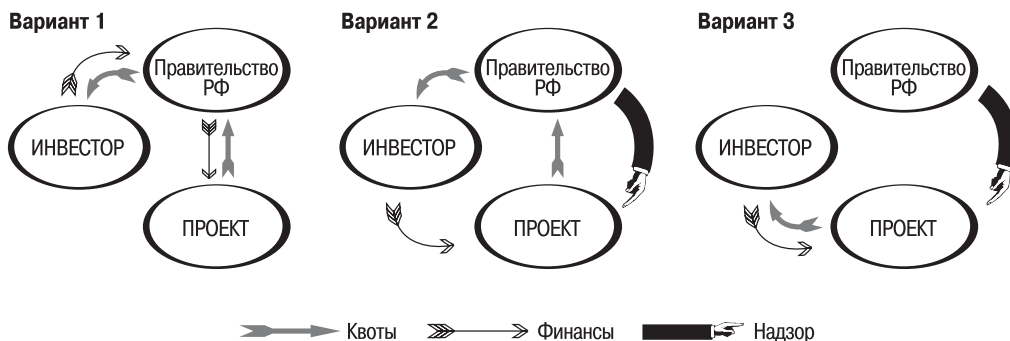 Вариант 1
Правительство
РФ
ИНВЕСТОР
ПРОЕКТ
Вариант 2
Правительство
РФ
ИНВЕСТОР
ПРОЕКТ
Вариант 3
Правительство
РФ
ИНВЕСТОР
ПРОЕКТ
Квоты
Финансы
Надзор